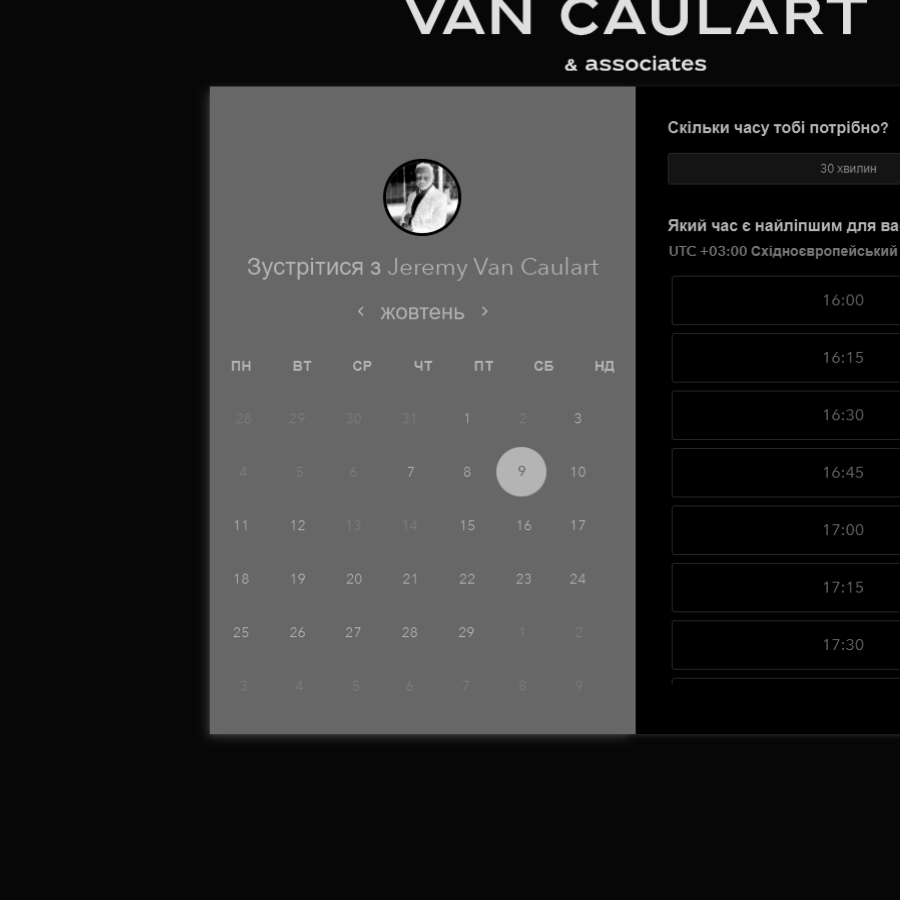 VAN CAULART
& associates
Зустрітися з Jeremy Van Caulart
жовтень
ПН ВТ СР ЧТ ПТ СБ НД
28 29 30 31 1 2 3
4 5 6 7 8 9 10
11 12 13 14 15 16 17
18 19 20 21 22 23 24
25 26 27 28 29 1 2
3 4 5 6 7 8 9
Скільки часу тобі потрібно?
30 хвилин
Який час є найліпшим для ва
UTC +03:00 Східноєвропейський
16:00
16:15
16:30
16:45
17:00
17:15
17:30